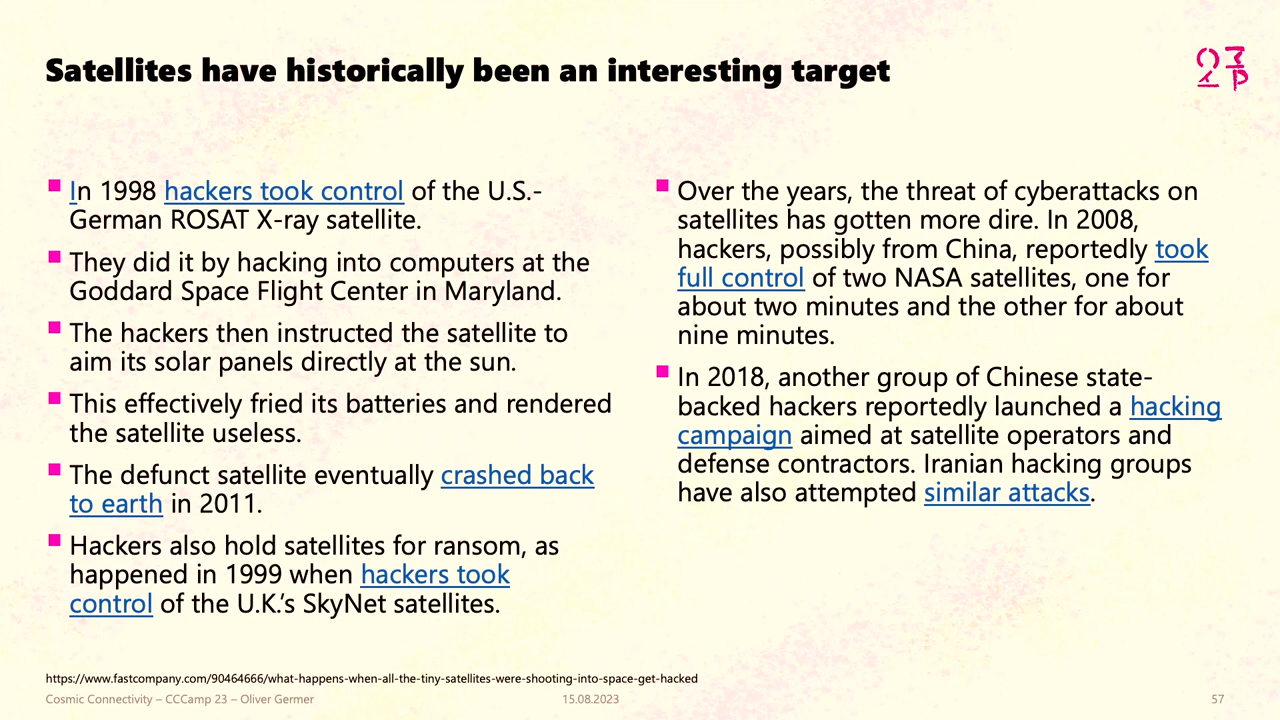 Satellites have historically been an interesting target
In 1998 hackers took control of the U.S.-
German ROSAT X-ray satellite.
They did it by hacking into computers at the
Goddard Space Flight Center in Maryland.
The hackers then instructed the satellite to
aim its solar panels directly at the sun.
This effectively fried its batteries and rendered
the satellite useless.
The defunct satellite eventually crashed back
to earth in 2011.
Hackers also hold satellites for ransom, as
happened in 1999 when hackers took
control of the U.K.’s SkyNet satellites.
Over the years, the threat of cyberattacks on
satellites has gotten more dire. In 2008,
hackers, possibly from China, reportedly took
full control of two NASA satellites, one for
about two minutes and the other for about
nine minutes.
In 2018, another group of Chinese state-
backed hackers reportedly launched a hacking
campaign aimed at satellite operators and
defense contractors. Iranian hacking groups
have also attempted similar attacks.
https://www.fastcompany.com/90464666/what-happens-when-all-the-tiny-satellites-were-shooting-into-space-get-hacked
Cosmic Connectivity – CCCamp 23 – Oliver Germer
15.08.2023
57